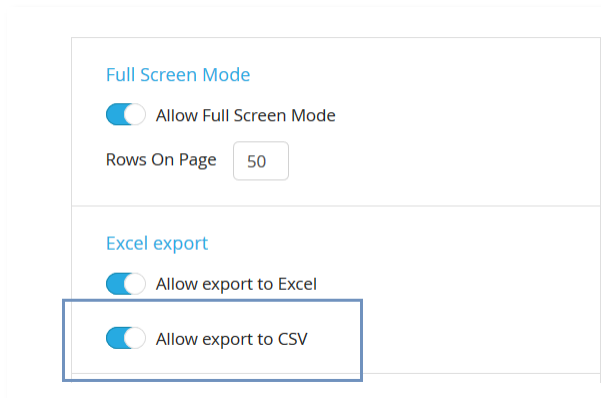 Full Screen Mode
Allow Full Screen Mode
Rows On Page 50
Excel export
Allow export to Excel
Allow export to CSV